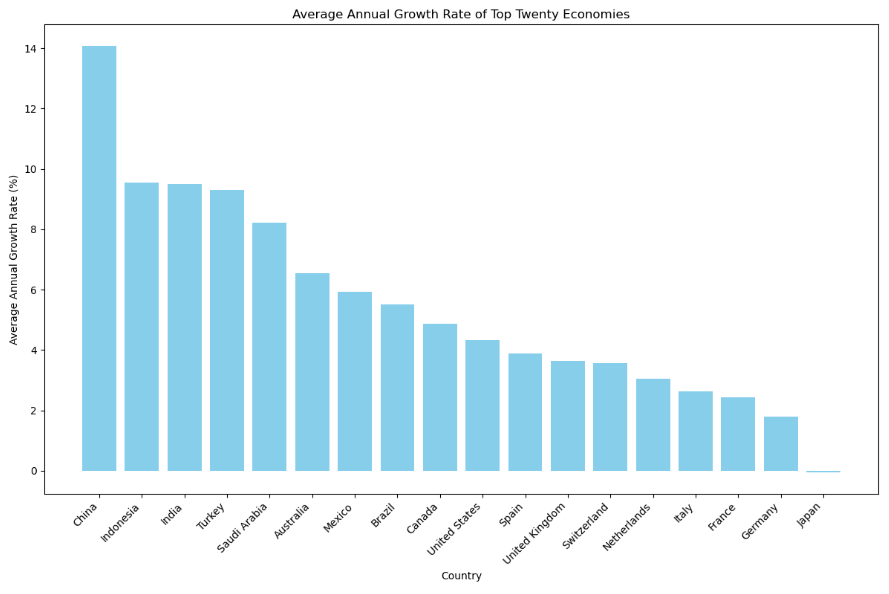 Average Annual Growth Rate of Top Twenty Economies
Average Annual Growth Rate (%)
14
12
10
8
6
4
2
0
China
Indonesia
India
Turkey
Saudi Arabia
Australia
Mexico
Brazil
Canada
United States
Spain
United Kingdom
Switzerland
Netherlands
Italy
France
Germany
Japan
Country